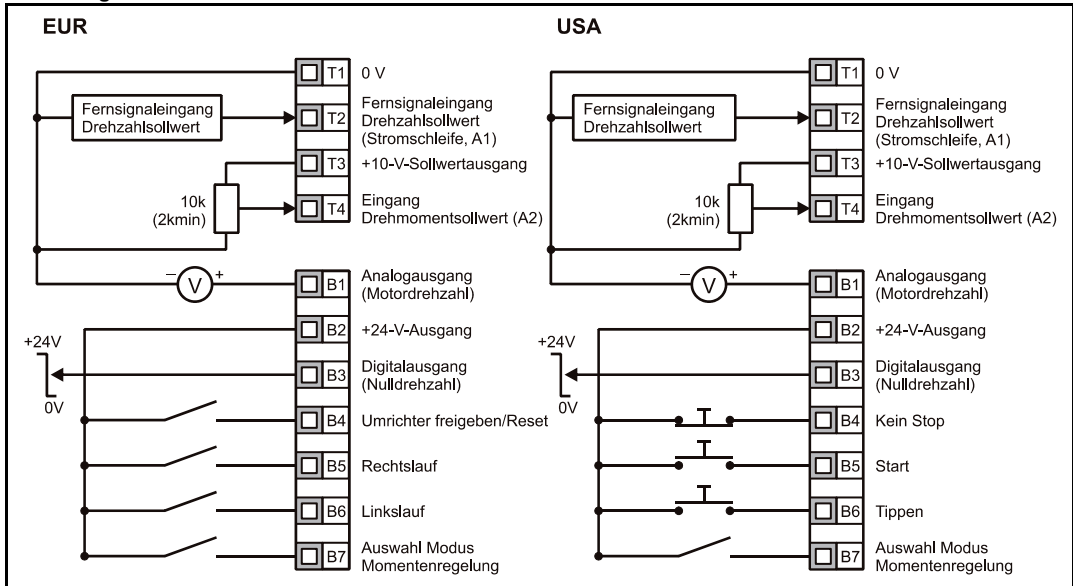 EUR
T1 0 V
Fernsignaleingang
Drehzahlsollwert
T2 Fernsignaleingang
Drehzahlsollwert
(Stromschleife, A1)
T3 +10-V-Sollwertausgang
10k
(2kmin)
T4 Eingang
Drehmomentsollwert (A2)
– V +
B1 Analogausgang
(Motordrehzahl)
B2 +24-V-Ausgang
+24V
B3 Digitalausgang
(Nulldrehzahl)
0V
B4 Umrichter freigeben/Reset
B5 Rechtslauf
B6 Linkslauf
B7 Auswahl Modus
Momentenregelung
USA
T1 0 V
Fernsignaleingang
Drehzahlsollwert
T2 Fernsignaleingang
Drehzahlsollwert
(Stromschleife, A1)
T3 +10-V-Sollwertausgang
10k
(2kmin)
T4 Eingang
Drehmomentsollwert (A2)
– V +
B1 Analogausgang
(Motordrehzahl)
B2 +24-V-Ausgang
+24V
B3 Digitalausgang
(Nulldrehzahl)
0V
B4 Kein Stop
B5 Start
B6 Tippen
B7 Auswahl Modus
Momentenregelung